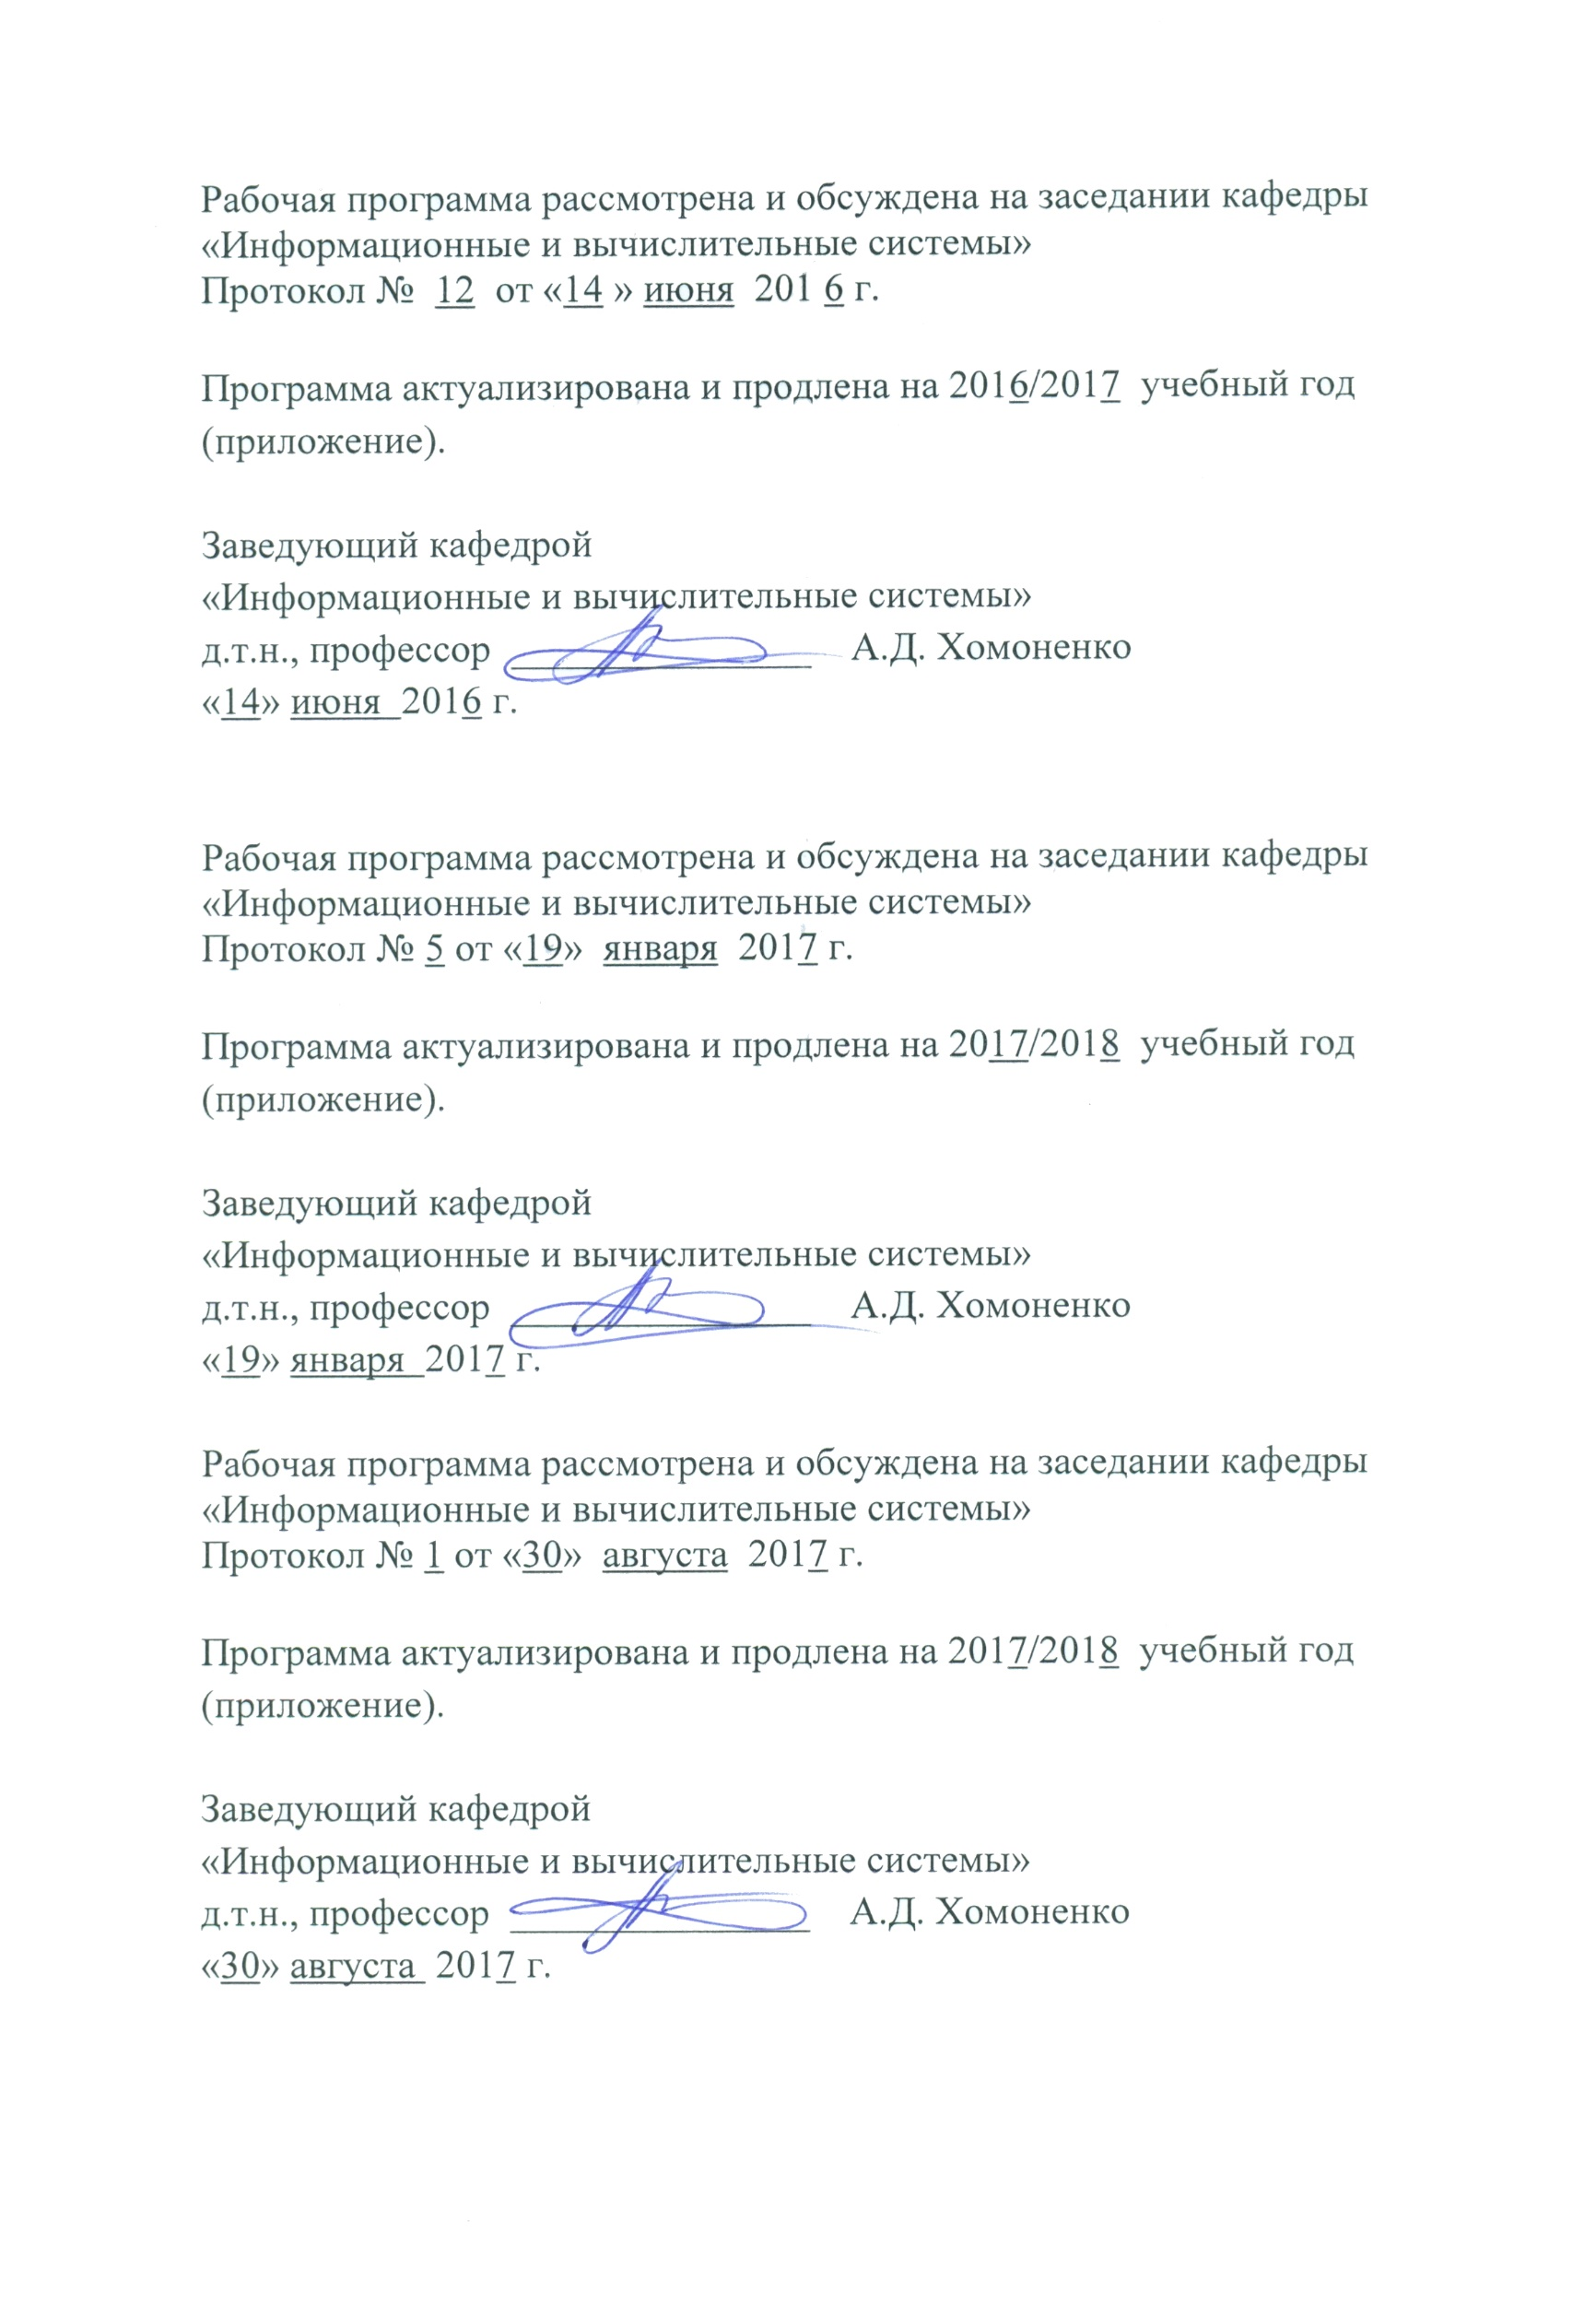 Рабочая программа рассмотрена и обсуждена на заседании кафедры
«Информационные и вычислительные системы»
Протокол № 12 от «14 » июня 201 6 г.
Программа актуализирована и продлена на 2016/2017 учебный год
(приложение).
Заведующий кафедрой
«Информационные и вычислительные системы»
д.т.н., профессор А.Д. Хомоненко
«14» июня 2016 г.
Рабочая программа рассмотрена и обсуждена на заседании кафедры
«Информационные и вычислительные системы»
Протокол № 5 от «19» января 2017 г.
Программа актуализирована и продлена на 2017/2018 учебный год
(приложение).
Заведующий кафедрой
«Информационные и вычислительные системы»
д.т.н., профессор А.Д. Хомоненко
«19» января 2017 г.
Рабочая программа рассмотрена и обсуждена на заседании кафедры
«Информационные и вычислительные системы»
Протокол № 1 от «30» августа 2017 г.
Программа актуализирована и продлена на 2017/2018 учебный год
(приложение).
Заведующий кафедрой
«Информационные и вычислительные системы»
д.т.н., профессор А.Д. Хомоненко
«30» августа 2017 г.